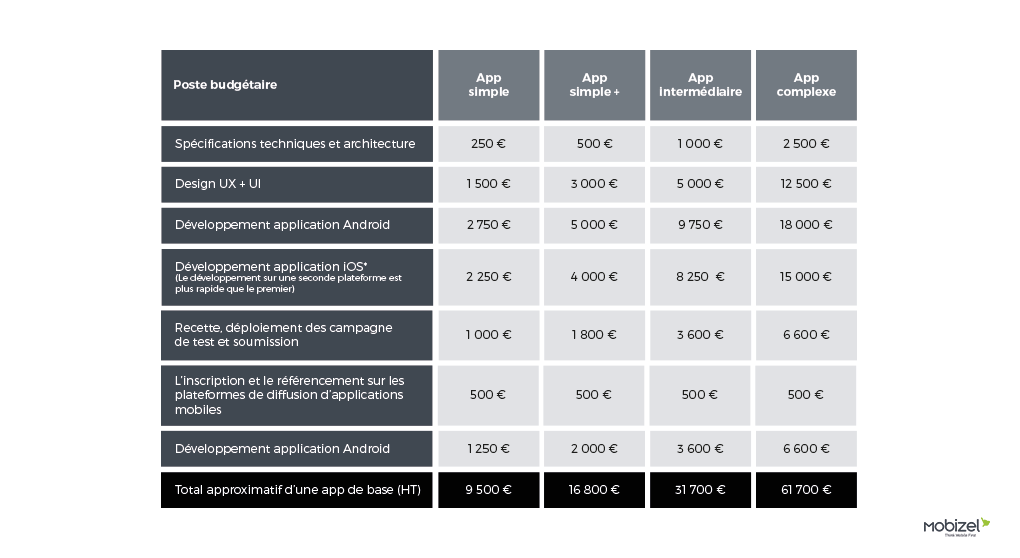 Poste budgétaire
App
simple
App
simple +
App
intermédiaire
App
complexe
Spécifications techniques et architecture
250 €
500 €
1 000 €
2 500 €
Design UX + UI
1 500 €
3 000 €
5 000 €
12 500 €
Développement application Android
2 750 €
5 000 €
9 750 €
18 000 €
Développement application iOS*
(Le développement sur une seconde plateforme est
plus rapide que le premier)
2 250 €
4 000 €
8 250 €
15 000 €
Recette, déploiement des campagne
de test et soumission
1 000 €
1 800 €
3 600 €
6 600 €
L'inscription et le référencement sur les
plateformes de diffusion d'applications
mobiles
500 €
500 €
500 €
500 €
Développement application Android
1 250 €
2 000 €
3 600 €
6 600 €
Total approximatif d'une app de base (HT)
9 500 €
16 800 €
31 700 €
61 700 €
mobizel
Think Mobile First